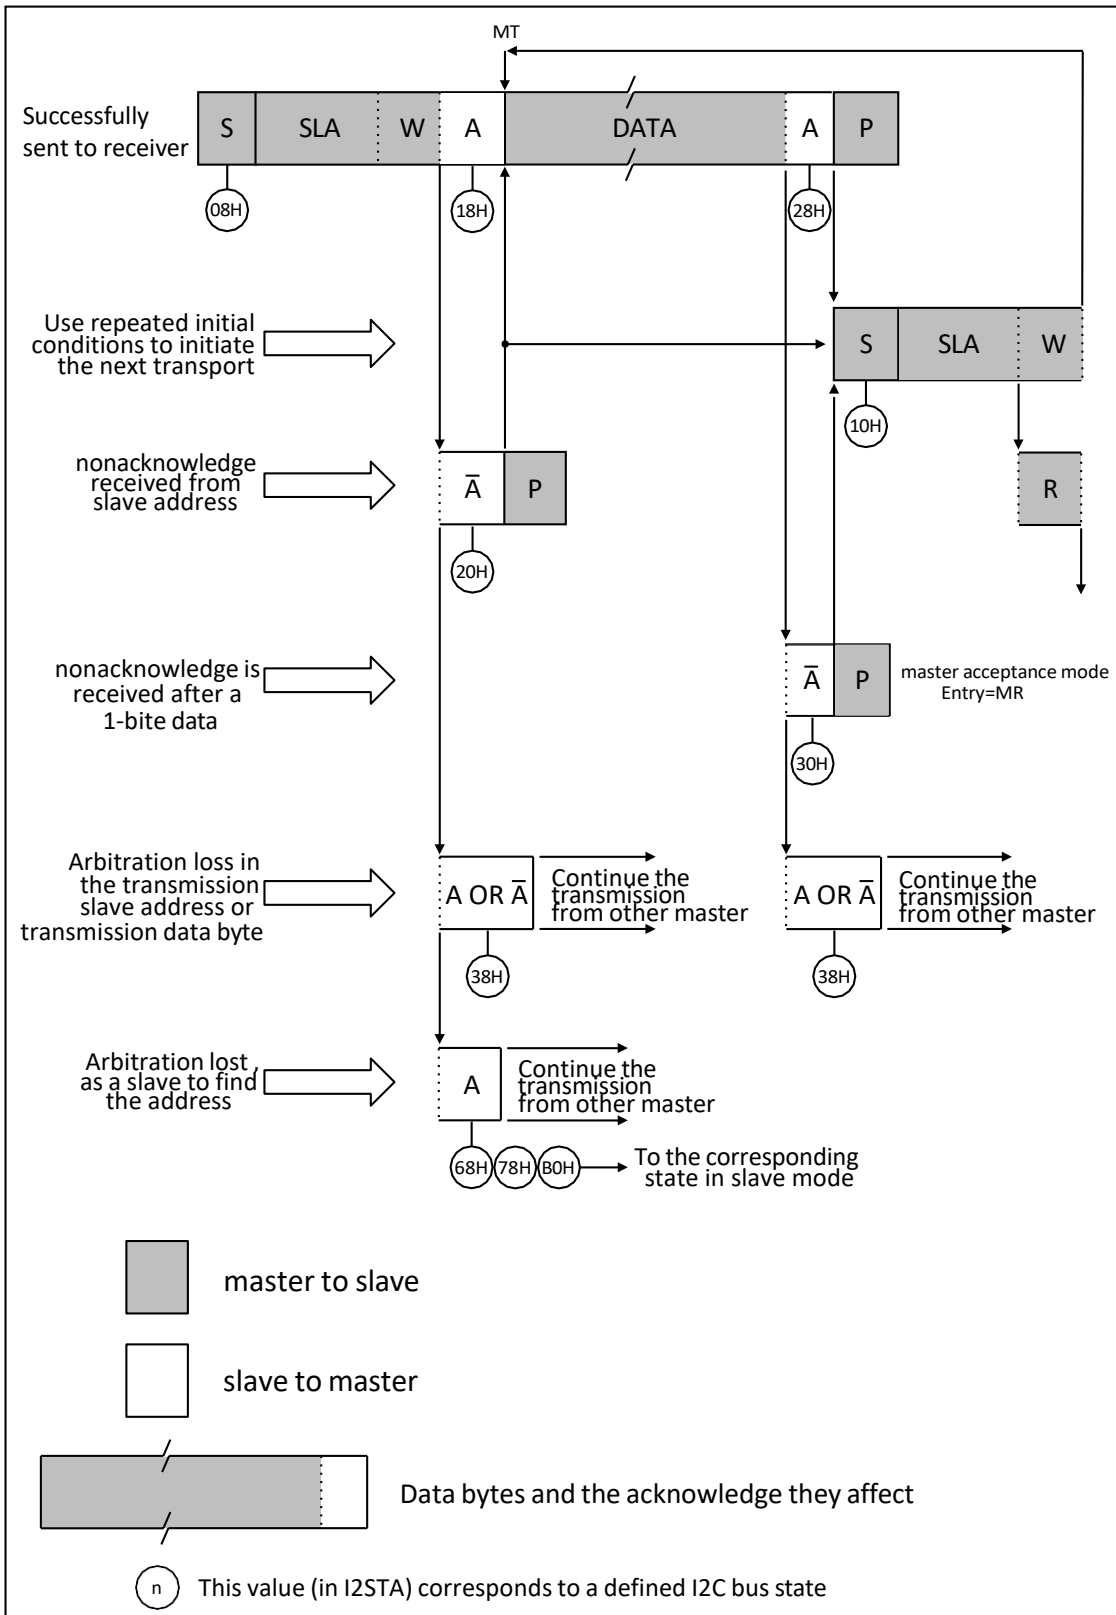 MT
Successfully
sent to receiver
S SLA W A DATA A P
08H 18H 28H
Use repeated initial
conditions to initiate
the next transport
S SLA W
10H
nonacknowledge
received from
slave address
A̅ P
R
20H
nonacknowledge is
received after a
1-bite data
A̅ P
master acceptance mode
Entry=MR
30H
Arbitration loss in
the transmission
slave address or
transmission data byte
A OR A̅
Continue the
transmission
from other master
A OR A̅
Continue the
transmission
from other master
38H 38H
Arbitration lost,
as a slave to find
the address
A
Continue the
transmission
from other master
68H 78H B0H
To the corresponding
state in slave mode
master to slave
slave to master
Data bytes and the acknowledge they affect
n This value (in I2STA) corresponds to a defined I2C bus state